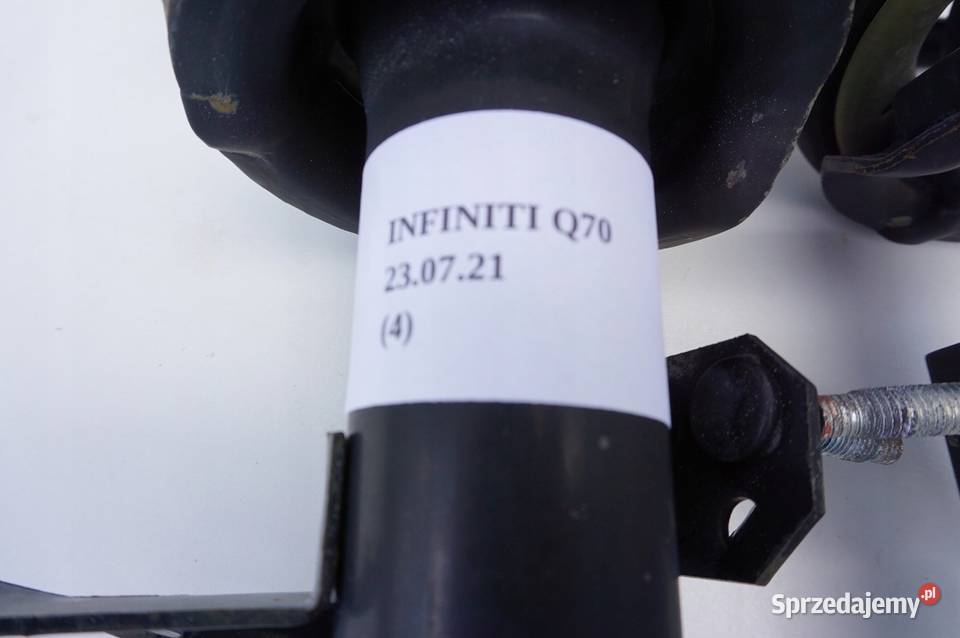 INFINITI Q70
23.07.21
(4)
Sprzedajemy.pl